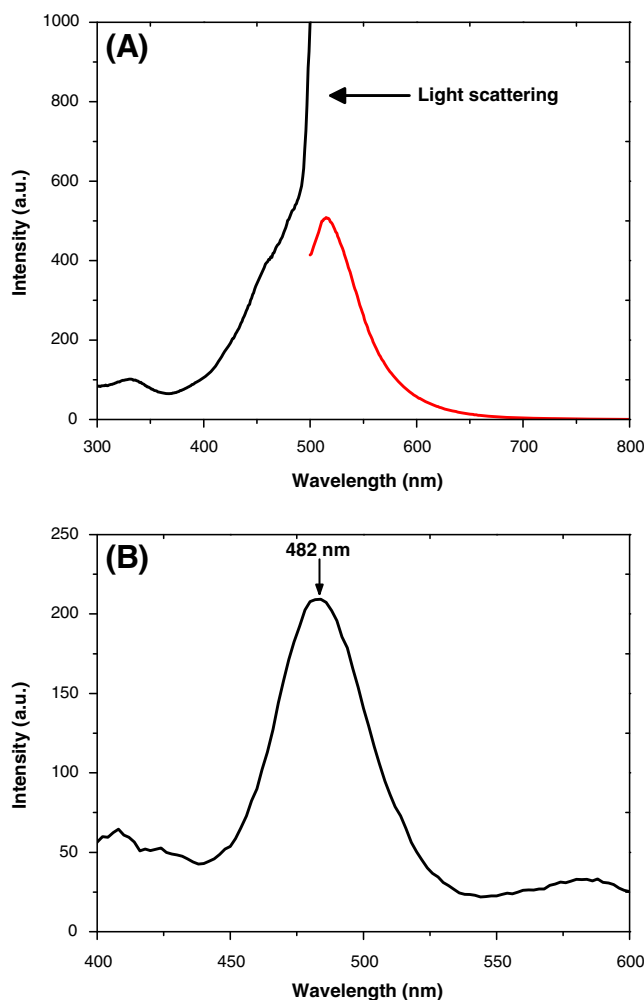 (A)
1000
800
600
400
200
0
Light scattering
Intensity (a.u.)
300 400 500 600 700 800
Wavelength (nm)
(B)
250
200
150
100
50
0
482 nm
Intensity (a.u.)
400 450 500 550 600
Wavelength (nm)